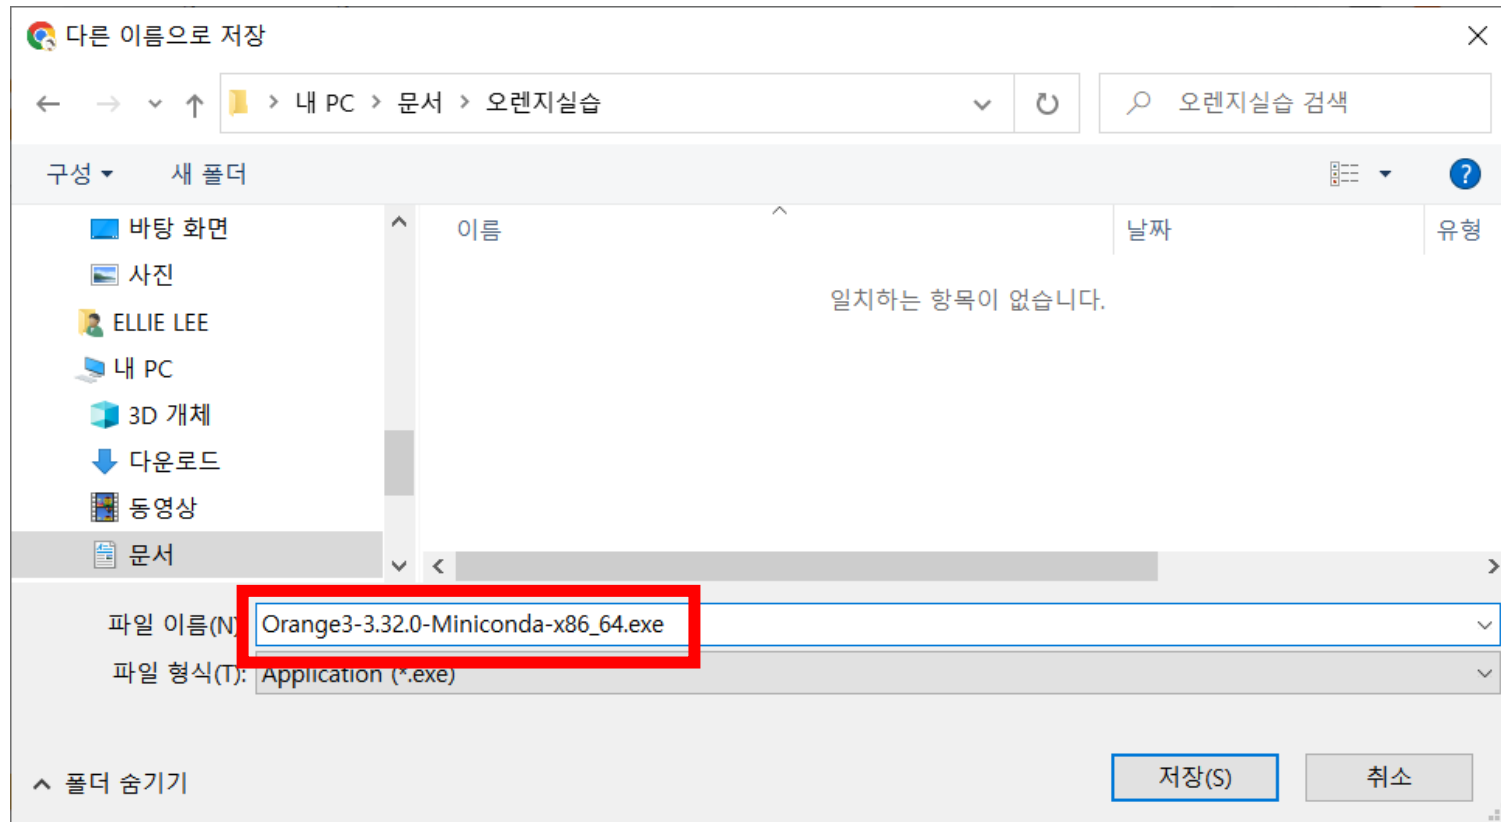 다른 이름으로 저장
내 PC > 문서 > 오렌지실습
오렌지실습 검색
구성
새 폴더
바탕 화면
사진
ELLIE LEE
내 PC
3D 개체
다운로드
동영상
문서
이름
날짜
유형
일치하는 항목이 없습니다.
파일 이름(N)
Orange3-3.32.0-Miniconda-x86_64.exe
파일 형식(T):
Application (*.exe)
폴더 숨기기
저장(S)
취소